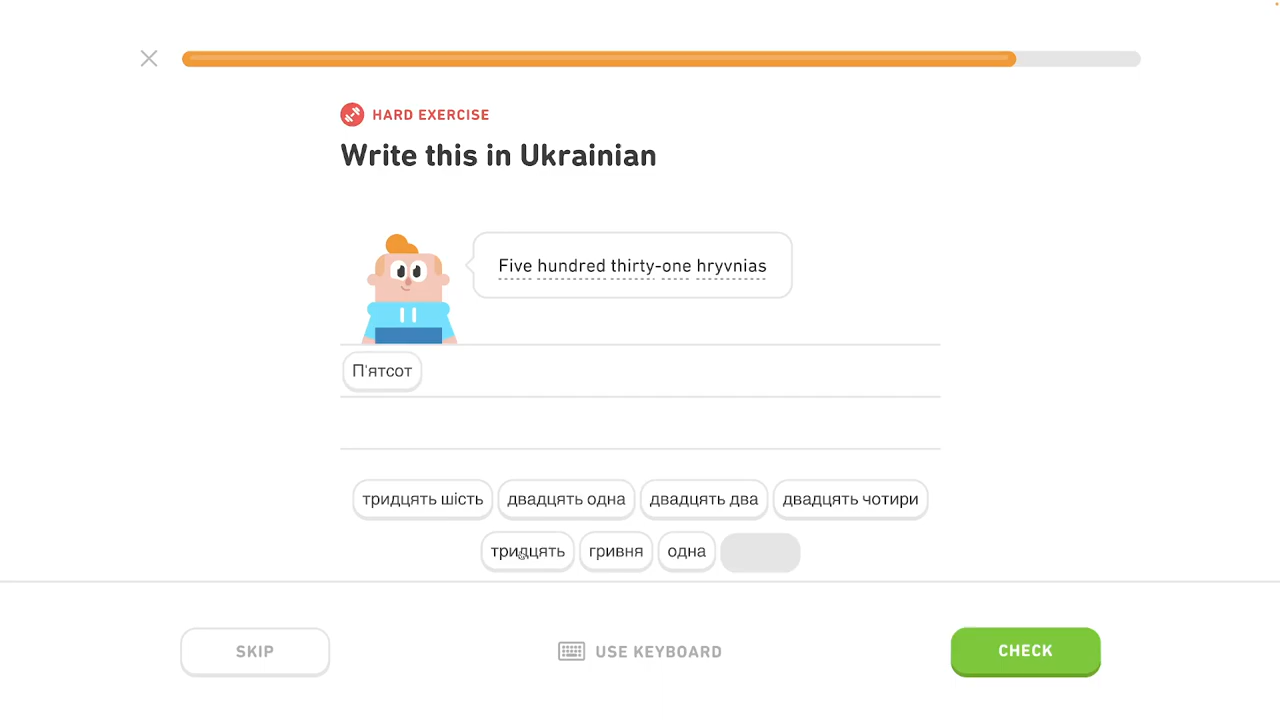 HARD EXERCISE
Write this in Ukrainian
Five hundred thirty-one hryvnias
П'ятсот
тридцять шість двадцять одна двадцять два двадцять чотири
тридцять гривня одна
SKIP USE KEYBOARD CHECK